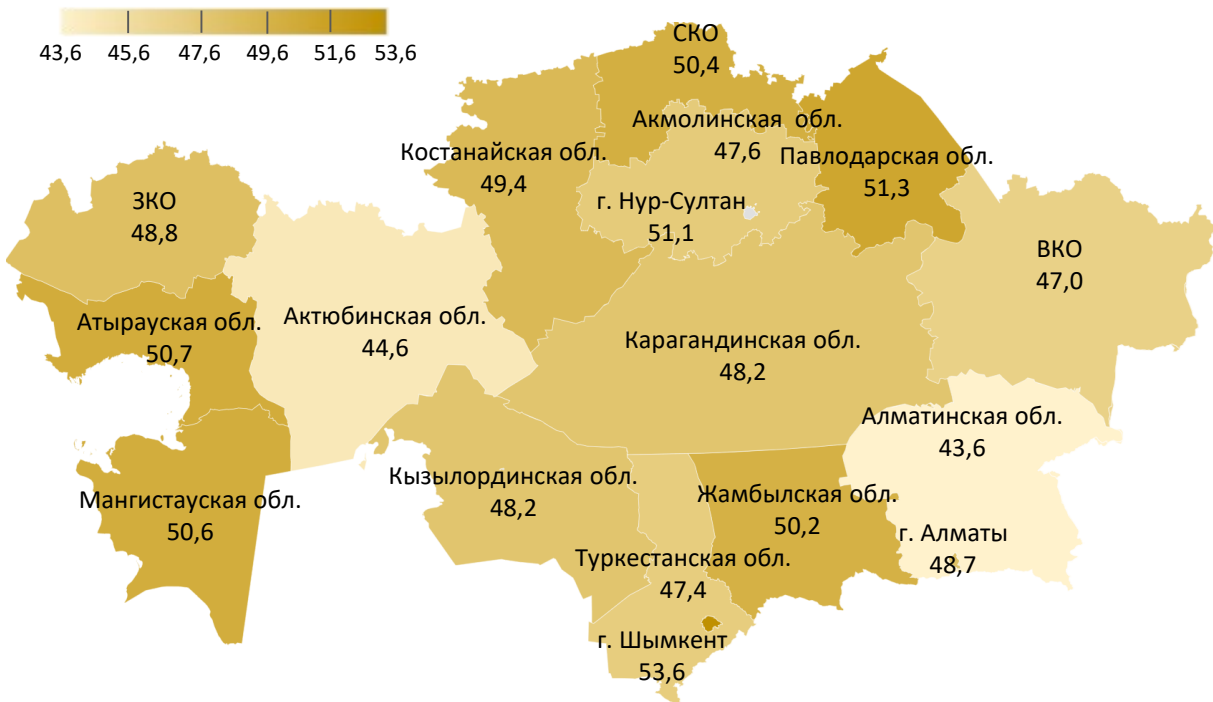 43,6 45,6 47,6 49,6 51,6 53,6
СКО
50,4
Акмолинская обл.
47,6
Костанайская обл.
49,4
Павлодарская обл.
51,3
г. Нур-Султан
51,1
ЗКО
48,8
ВКО
47,0
Атырауская обл.
50,7
Актюбинская обл.
44,6
Карагандинская обл.
48,2
Алматинская обл.
43,6
Мангистауская обл.
50,6
Кызылординская обл.
48,2
Жамбылская обл.
50,2
г. Алматы
48,7
Туркестанская обл.
47,4
г. Шымкент
53,6